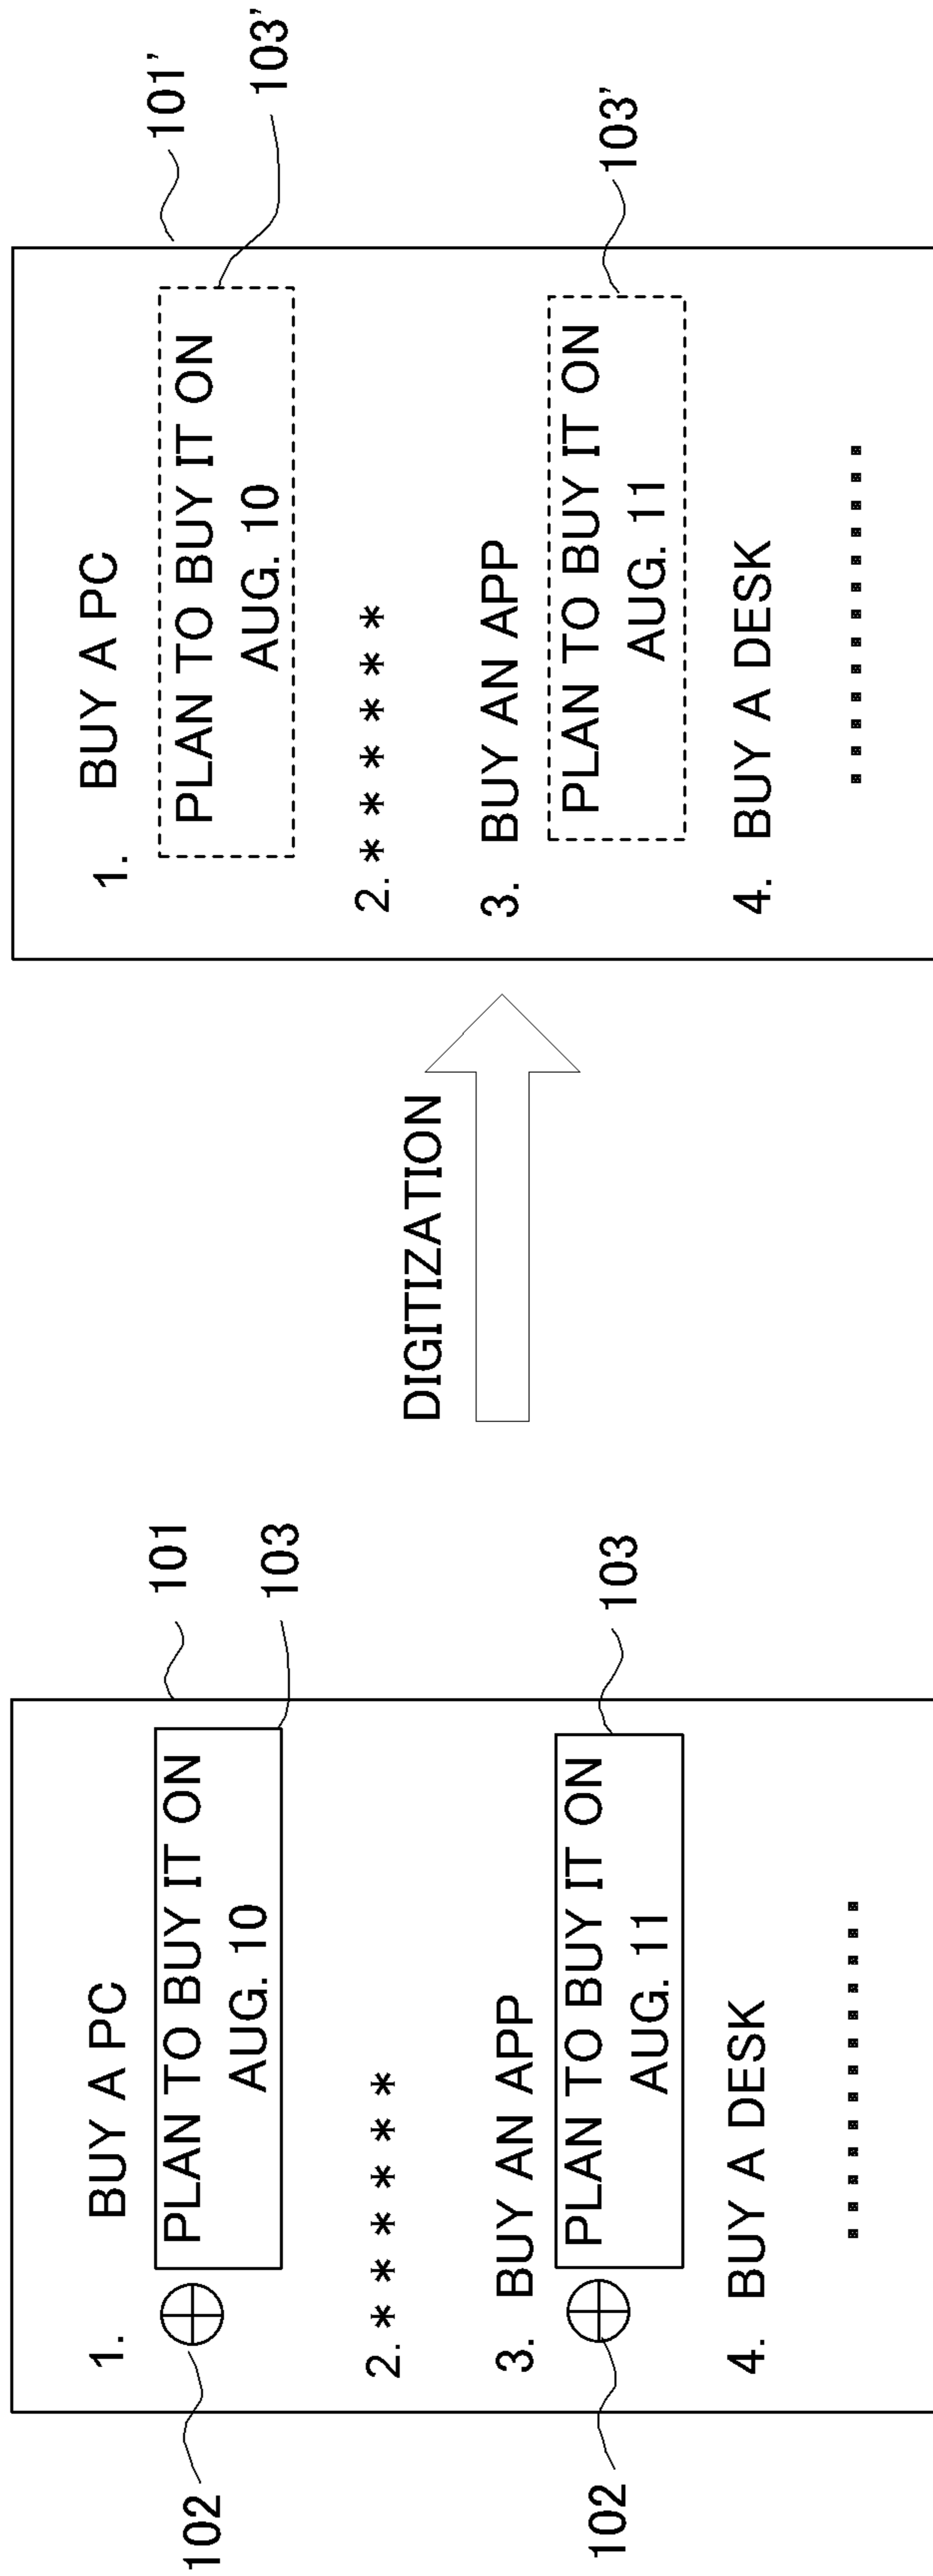 101
1. BUY A PC
102
PLAN TO BUY IT ON
AUG. 10
103
2. * * * * * *
3. BUY AN APP
102
PLAN TO BUY IT ON
AUG. 11
103
4. BUY A DESK
DIGITIZATION
101'
1. BUY A PC
PLAN TO BUY IT ON
AUG. 10
103'
2. * * * * * *
3. BUY AN APP
PLAN TO BUY IT ON
AUG. 11
103'
4. BUY A DESK